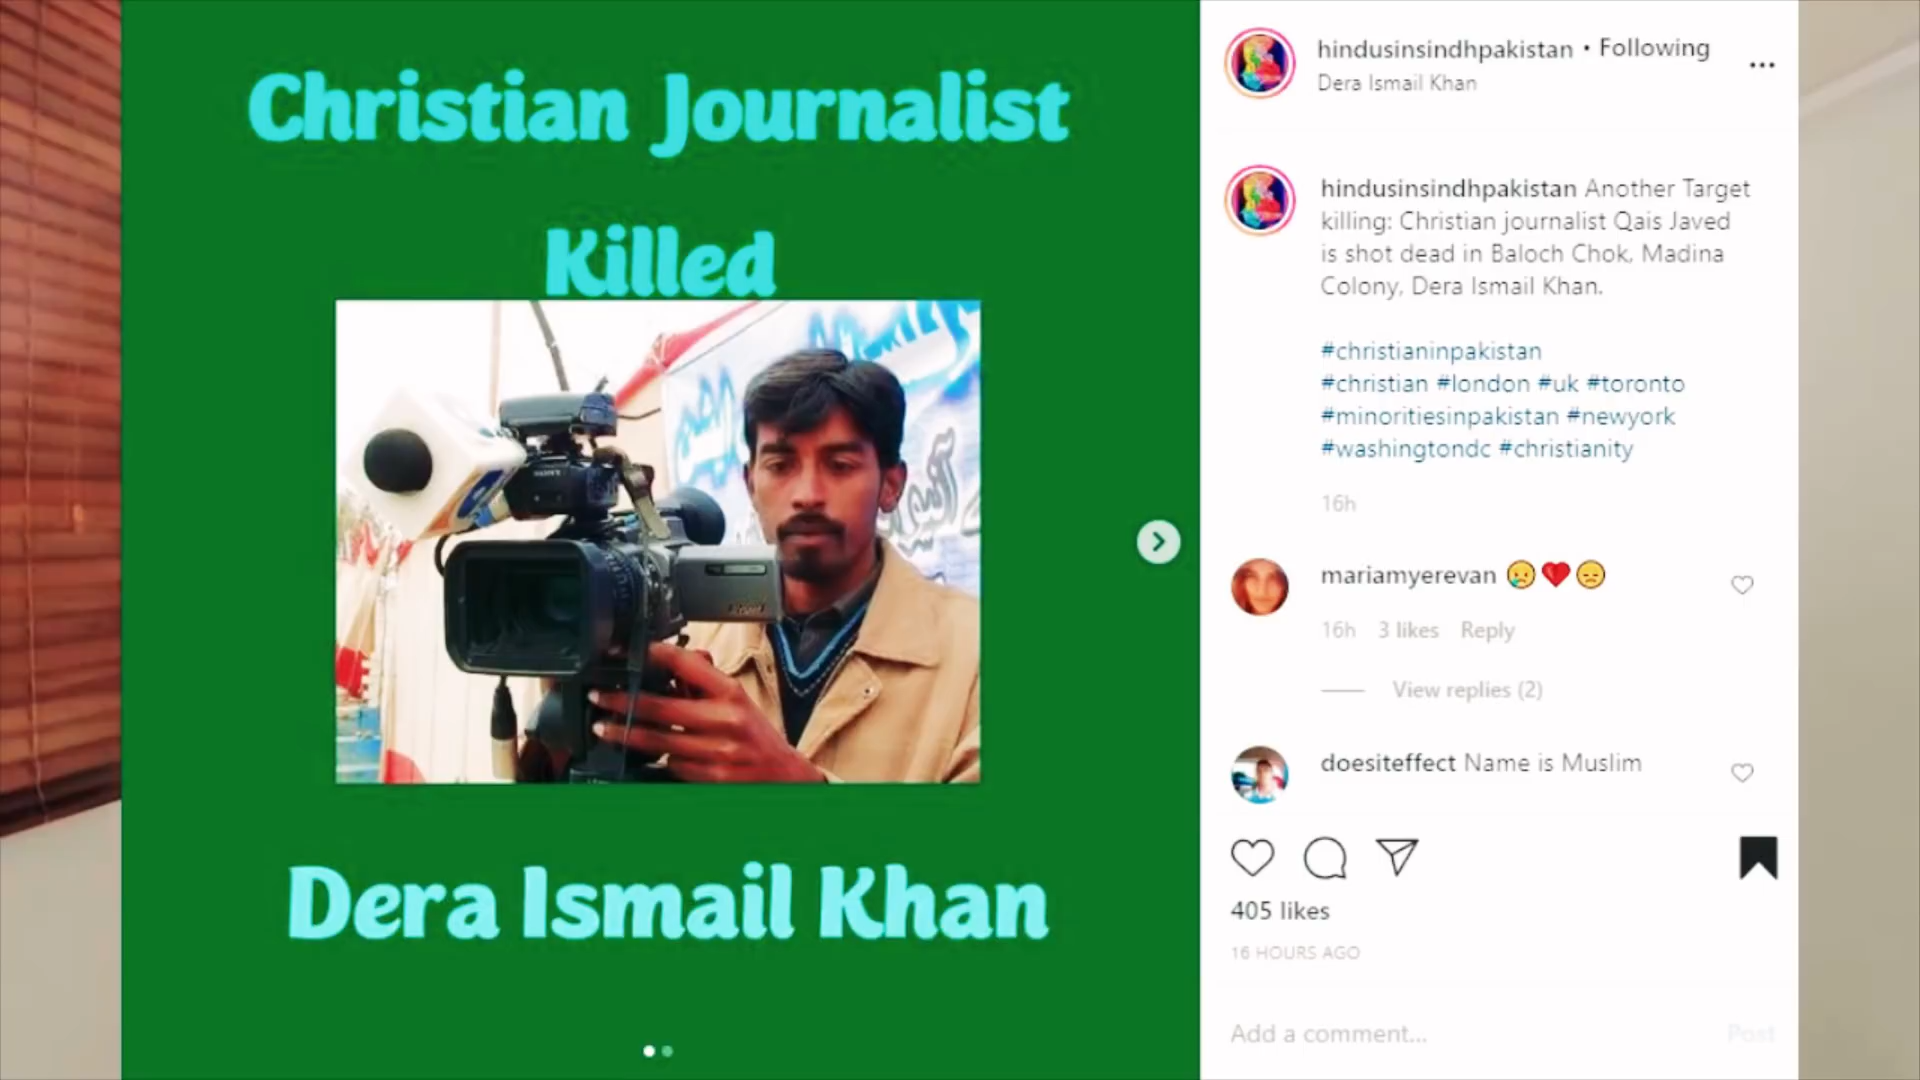 Christian Journalist
Killed
Dera Ismail Khan
hindusinsindhpakistan • Following
Dera Ismail Khan
hindusinsindhpakistan Another Target
killing: Christian journalist Qais Javed
is shot dead in Baloch Chok, Madina
Colony, Dera Ismail Khan.
#christianinpakistan
#christian #london #uk #toronto
#minoritiesinpakistan #newyork
#washingtondc #christianity
16h
mariamyerevan 😢❤️😞
16h 3 likes Reply
View replies (2)
doesiteffect Name is Muslim
405 likes
16 HOURS AGO
Add a comment...
Post